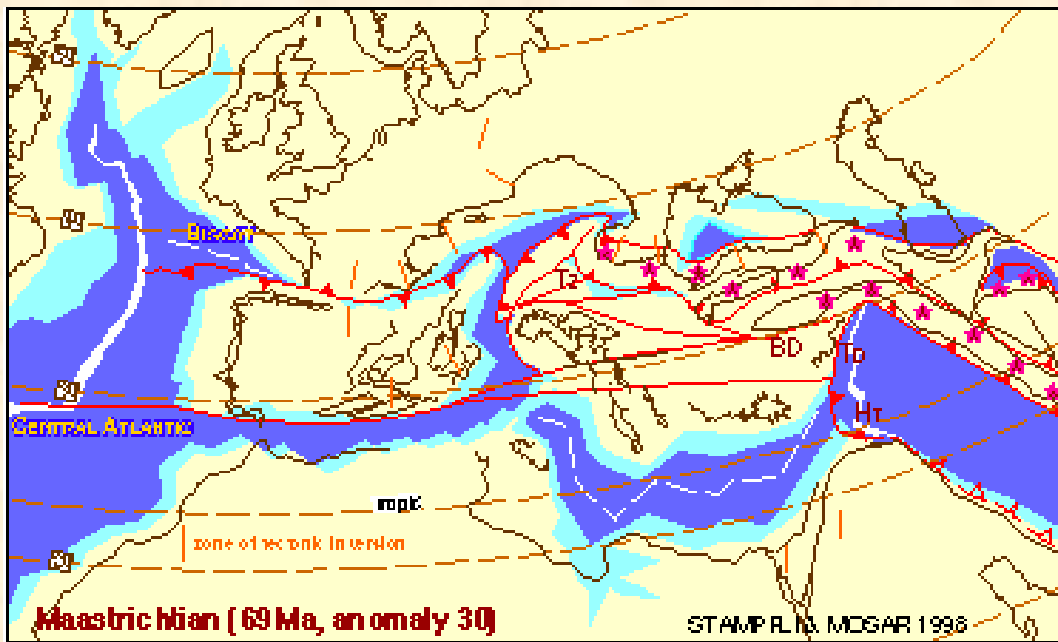 BISCAY
Tz
BD
TD
HT
CENTRAL ATLANTIC
tropic
zone of tectonic inversion
Maastrichtian (69 Ma, anomaly 30)
STAMPFLI & MOSAR 1998